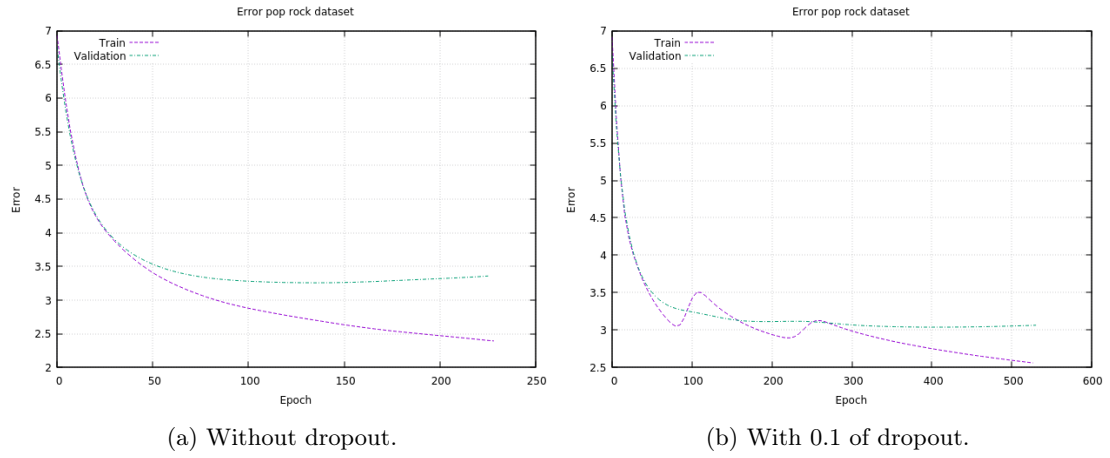 Error pop rock dataset
Train
Validation
Error
7
6.5
6
5.5
5
4.5
4
3.5
3
2.5
2
0
50
100
150
200
250
Epoch
(a) Without dropout.
Error pop rock dataset
Train
Validation
Error
7
6.5
6
5.5
5
4.5
4
3.5
3
2.5
0
100
200
300
400
500
600
Epoch
(b) With 0.1 of dropout.